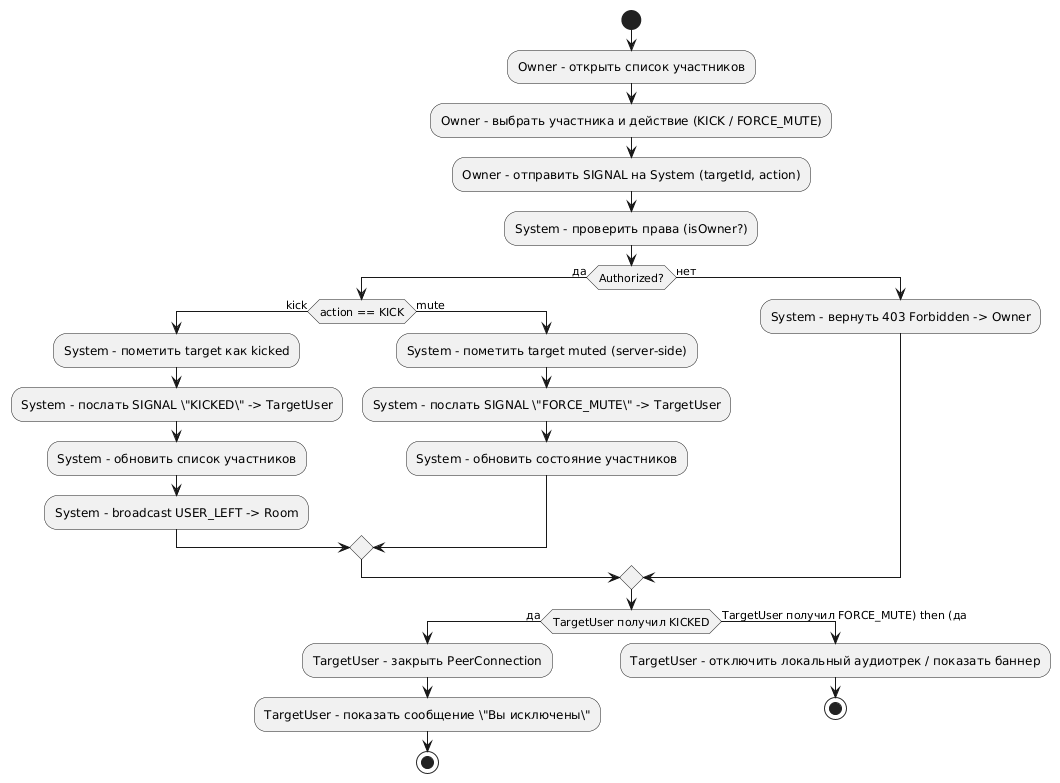 Owner - открыть список участников
Owner - выбрать участника и действие (KICK / FORCE_MUTE)
Owner - отправить SIGNAL на System (targetId, action)
System - проверить права (isOwner?)
да
Authorized?
нет
kick
action == KICK
mute
System - вернуть 403 Forbidden -> Owner
System - пометить target как kicked
System - пометить target muted (server-side)
System - послать SIGNAL \"KICKED\" -> TargetUser
System - послать SIGNAL \"FORCE_MUTE\" -> TargetUser
System - обновить список участников
System - обновить состояние участников
System - broadcast USER_LEFT -> Room
да
TargetUser получил KICKED
TargetUser получил FORCE_MUTE) then (да
TargetUser - закрыть PeerConnection
TargetUser - отключить локальный аудиотрек / показать баннер
TargetUser - показать сообщение \"Вы исключены\"